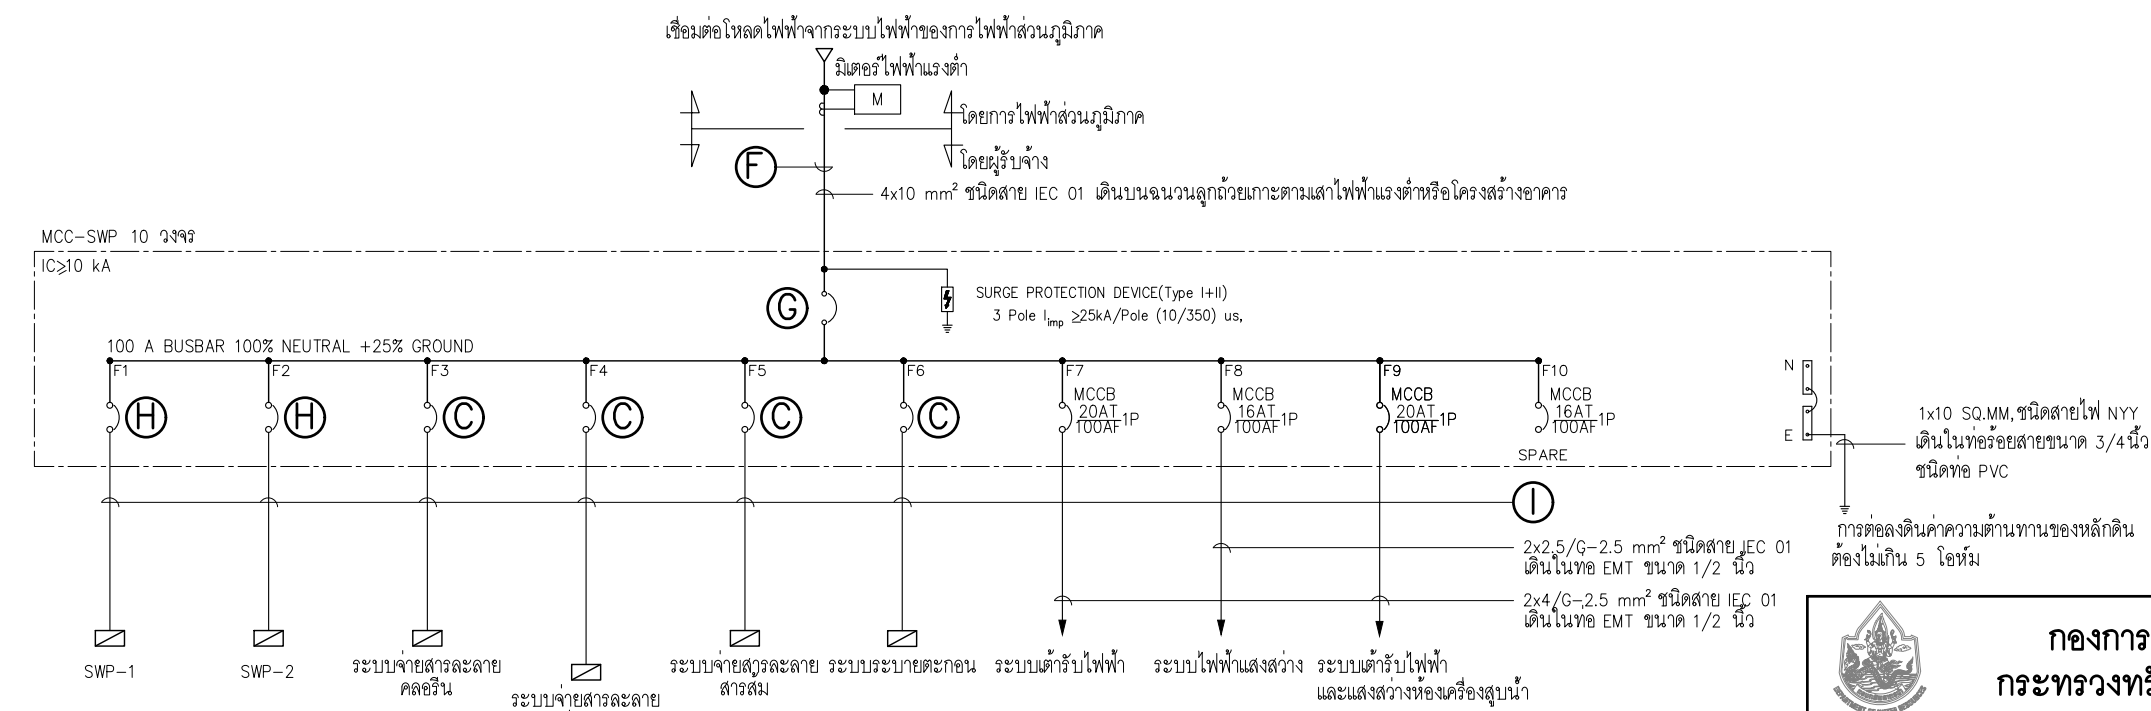 เชื่อมต่อโหลดไฟฟ้าจากระบบไฟฟ้าของการไฟฟ้าส่วนภูมิภาค
มิเตอร์ไฟฟ้าแรงต่ำ
M
โดยการไฟฟ้าส่วนภูมิภาค
F
โดยผู้รับจ้าง
4x10 mm² ชนิดสาย IEC 01 เดินบนฉนวนลูกถ้วยเกาะตามเสาไฟฟ้าแรงต่ำหรือโครงสร้างอาคาร
MCC-SWP 10 วงจร
IC≥10 kA
G
SURGE PROTECTION DEVICE(Type I+II)
3 Pole Iimp ≥25kA/Pole (10/350) us,
100 A BUSBAR 100% NEUTRAL +25% GROUND
F1 F2 F3 F4 F5 F6 F7 F8 F9 F10
N
MCCB MCCB MCCB MCCB
H H C C C C
20AT 1P 16AT 1P 20AT 1P 16AT 1P
100AF 100AF 100AF 100AF
E
SPARE
1x10 SQ.MM,ชนิดสายไฟ NYY
เดินในท่อร้อยสายขนาด 3/4นิ้ว
ชนิดท่อ PVC
I
การต่อลงดินค่าความต้านทานของหลักดิน
ต้องไม่เกิน 5 โอห์ม
2x2.5/G-2.5 mm² ชนิดสาย IEC 01
เดินในท่อ EMT ขนาด 1/2 นิ้ว
2x4/G-2.5 mm² ชนิดสาย IEC 01
เดินในท่อ EMT ขนาด 1/2 นิ้ว
SWP-1
SWP-2
ระบบจ่ายสารละลาย
คลอรีน
ระบบจ่ายสารละลาย
ระบบจ่ายสารละลาย
สารส้ม
ระบบระบายตะกอน
ระบบเต้ารับไฟฟ้า
ระบบไฟฟ้าแสงสว่าง
ระบบเต้ารับไฟฟ้า
และแสงสว่างห้องเครื่องสูบน้ำ
กองการ
กระทรวงทรั